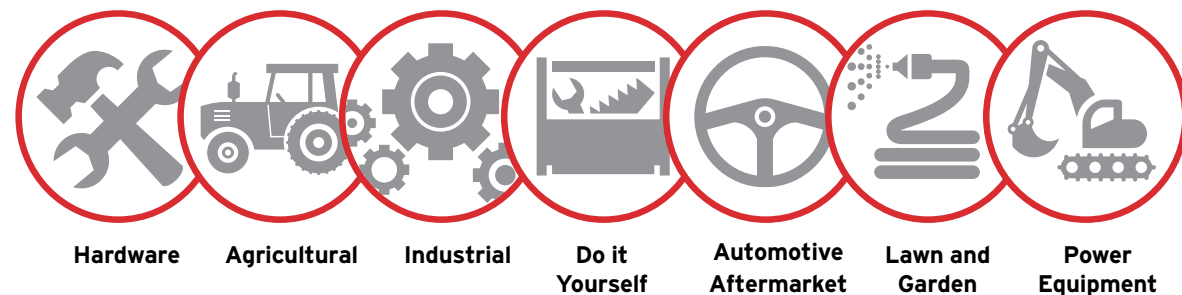 Hardware
Agricultural
Industrial
Do it
Yourself
Automotive
Aftermarket
Lawn and
Garden
Power
Equipment